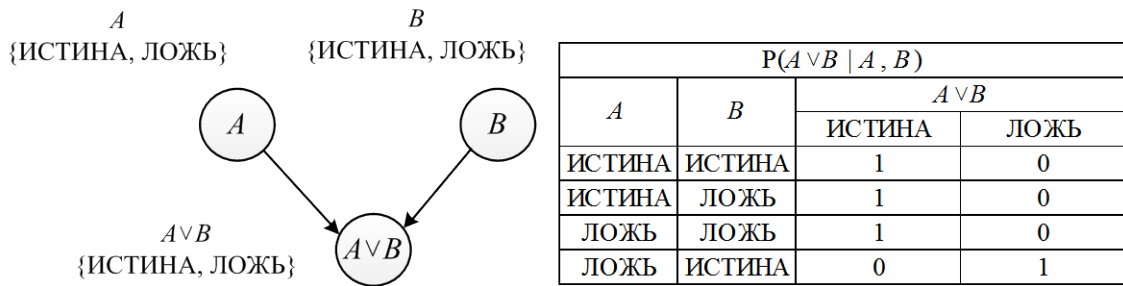 A
{ИСТИНА, ЛОЖЬ}
B
{ИСТИНА, ЛОЖЬ}
A
B
A∨B
{ИСТИНА, ЛОЖЬ}
A∨B
P(A∨B | A, B)
A B A∨B
ИСТИНА ЛОЖЬ
ИСТИНА ИСТИНА 1 0
ИСТИНА ЛОЖЬ 1 0
ЛОЖЬ ЛОЖЬ 1 0
ЛОЖЬ ИСТИНА 0 1